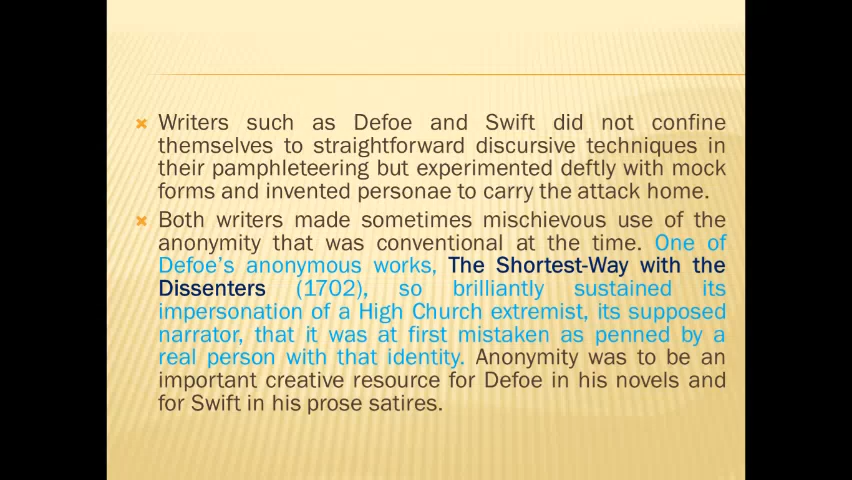 Writers such as Defoe and Swift did not confine
themselves to straightforward discursive techniques in
their pamphleteering but experimented deftly with mock
forms and invented personae to carry the attack home.
Both writers made sometimes mischievous use of the
anonymity that was conventional at the time. One of
Defoe's anonymous works, The Shortest-Way with the
Dissenters (1702), so brilliantly sustained its
impersonation of a High Church extremist, its supposed
narrator, that it was at first mistaken as penned by a
real person with that identity. Anonymity was to be an
important creative resource for Defoe in his novels and
for Swift in his prose satires.